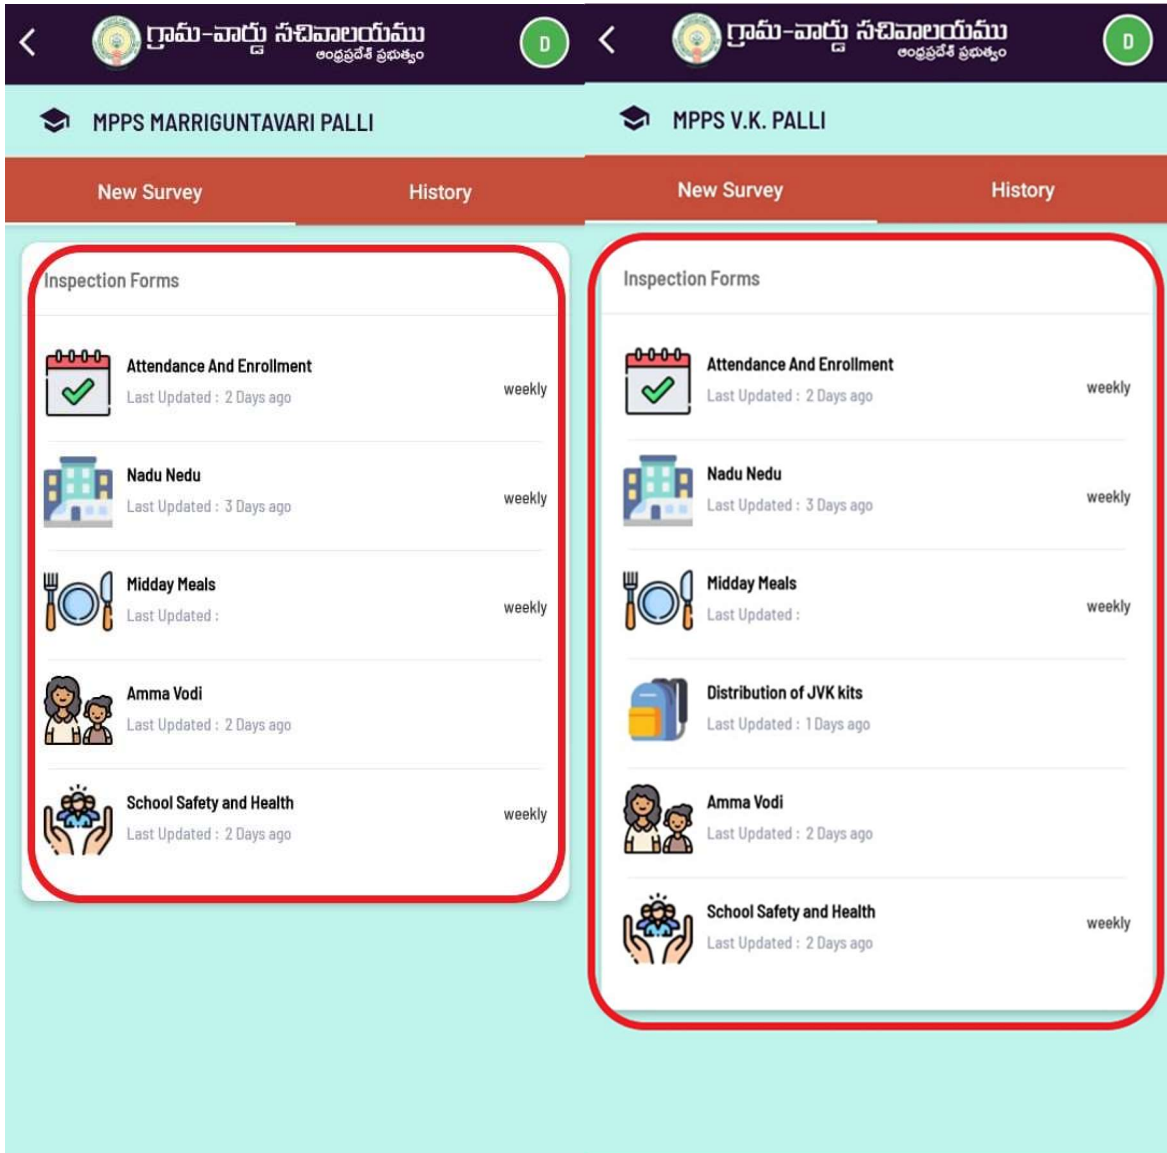 గ్రామ-వార్డు సచివాలయము
ఆంధ్రప్రదేశ్ ప్రభుత్వం
D
MPPS MARRIGUNTAVARI PALLI
New Survey
History
Inspection Forms
Attendance And Enrollment
Last Updated : 2 Days ago
weekly
Nadu Nedu
Last Updated : 3 Days ago
weekly
Midday Meals
Last Updated :
weekly
Amma Vodi
Last Updated : 2 Days ago
School Safety and Health
Last Updated : 2 Days ago
weekly
గ్రామ-వార్డు సచివాలయము
ఆంధ్రప్రదేశ్ ప్రభుత్వం
D
MPPS V.K. PALLI
New Survey
History
Inspection Forms
Attendance And Enrollment
Last Updated : 2 Days ago
weekly
Nadu Nedu
Last Updated : 3 Days ago
weekly
Midday Meals
Last Updated :
weekly
Distribution of JVK kits
Last Updated : 1 Days ago
Amma Vodi
Last Updated : 2 Days ago
School Safety and Health
Last Updated : 2 Days ago
weekly